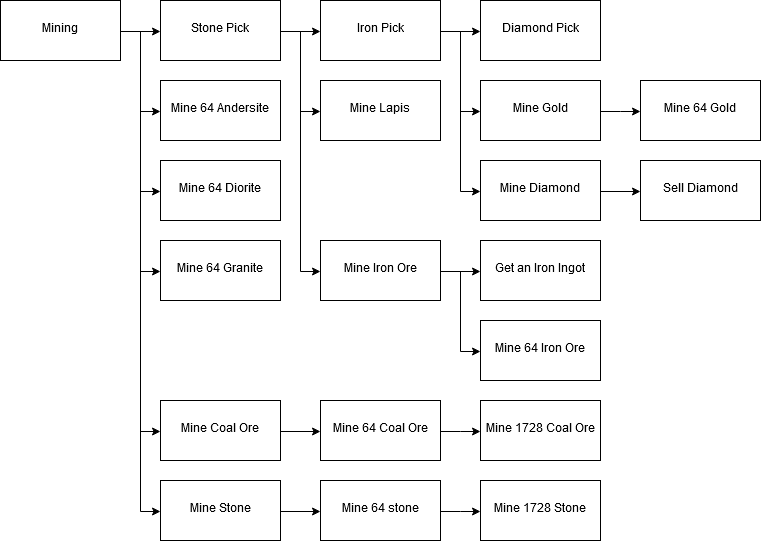 Mining
Stone Pick
Iron Pick
Diamond Pick
Mine 64 Andersite
Mine Lapis
Mine Gold
Mine 64 Gold
Mine 64 Diorite
Mine Diamond
Sell Diamond
Mine 64 Granite
Mine Iron Ore
Get an Iron Ingot
Mine 64 Iron Ore
Mine Coal Ore
Mine 64 Coal Ore
Mine 1728 Coal Ore
Mine Stone
Mine 64 stone
Mine 1728 Stone